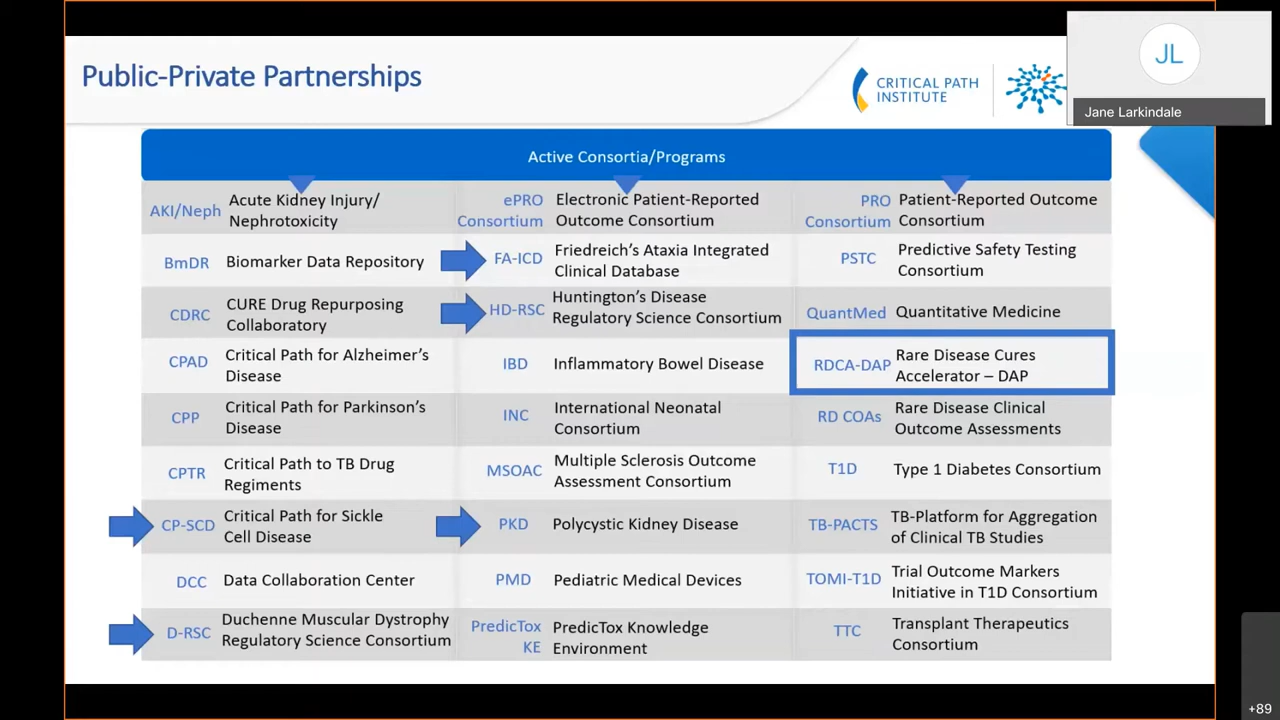 Public-Private Partnerships
CRITICAL PATH
INSTITUTE
JL
Jane Larkindale
Active Consortia/Programs
AKI/Neph
Acute Kidney Injury/
Nephrotoxicity
ePRO
Consortium
Electronic Patient-Reported
Outcome Consortium
PRO
Consortium
Patient-Reported Outcome
Consortium
BmDR
Biomarker Data Repository
FA-ICD
Friedreich's Ataxia Integrated
Clinical Database
PSTC
Predictive Safety Testing
Consortium
CDRC
CURE Drug Repurposing
Collaboratory
HD-RSC
Huntington's Disease
Regulatory Science Consortium
QuantMed
Quantitative Medicine
CPAD
Critical Path for Alzheimer's
Disease
IBD
Inflammatory Bowel Disease
RDCA-DAP
Rare Disease Cures
Accelerator – DAP
CPP
Critical Path for Parkinson's
Disease
INC
International Neonatal
Consortium
RD COAs
Rare Disease Clinical
Outcome Assessments
CPTR
Critical Path to TB Drug
Regiments
MSOAC
Multiple Sclerosis Outcome
Assessment Consortium
T1D
Type 1 Diabetes Consortium
CP-SCD
Critical Path for Sickle
Cell Disease
PKD
Polycystic Kidney Disease
TB-PACTS
TB-Platform for Aggregation
of Clinical TB Studies
DCC
Data Collaboration Center
PMD
Pediatric Medical Devices
TOMI-T1D
Trial Outcome Markers
Initiative in T1D Consortium
D-RSC
Duchenne Muscular Dystrophy
Regulatory Science Consortium
PredicTox
KE
PredicTox Knowledge
Environment
TTC
Transplant Therapeutics
Consortium
+89